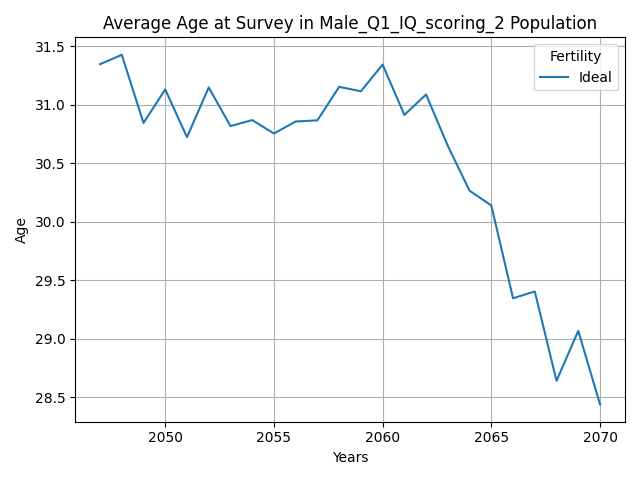 Average Age at Survey in Male_Q1_IQ_scoring_2 Population
Fertility
Ideal
31.5
31.0
30.5
30.0
29.5
29.0
28.5
Age
2050
2055
2060
2065
2070
Years